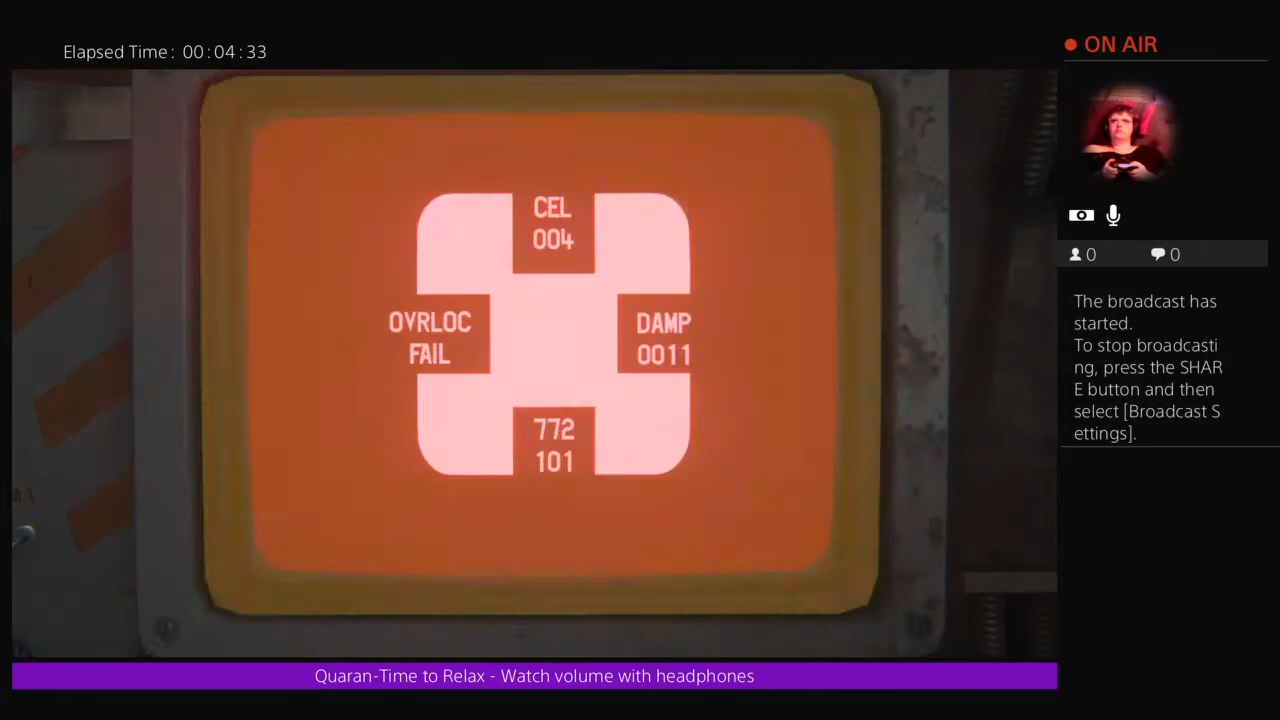 Elapsed Time: 00:04:33
ON AIR
CEL
004
OVRLOC
FAIL
DAMP
0011
772
101
0
0
The broadcast has
started.
To stop broadcasti
ng, press the SHAR
E button and then
select [Broadcast S
ettings].
Quaran-Time to Relax - Watch volume with headphones